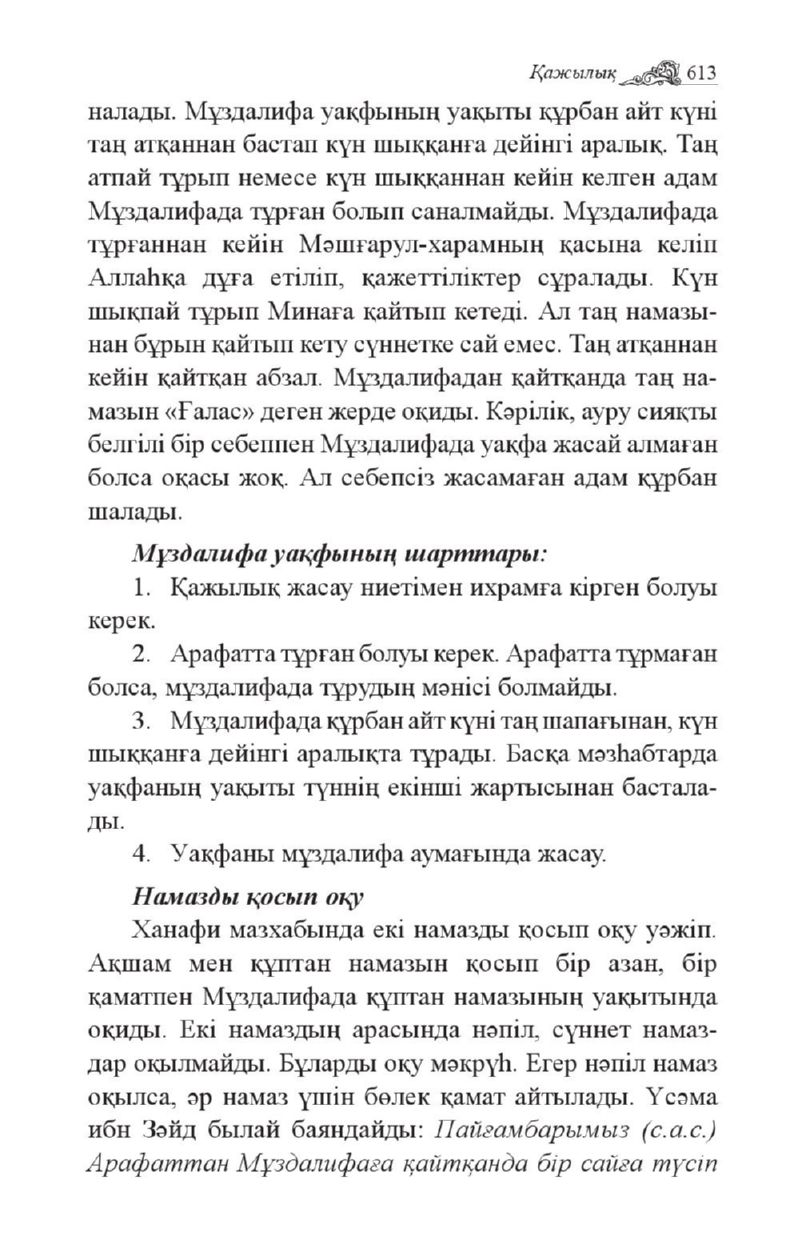 Қажылық 613
налады. Мұздалифа уақфының уақыты құрбан айт күні
таң атқаннан бастап күн шыққанға дейінгі аралық. Таң
атпай тұрып немесе күн шыққаннан кейін келген адам
Мұздалифада тұрған болып саналмайды. Мұздалифада
тұрғаннан кейін Мәшғарул-харамның қасына келіп
Аллаһқа дұға етіліп, қажеттіліктер сұралады. Күн
шықпай тұрып Минаға қайтып кетеді. Ал таң намазы-
нан бұрын қайтып кету сүннетке сай емес. Таң атқаннан
кейін қайтқан абзал. Мұздалифадан қайтқанда таң на-
мазын «Ғалас» деген жерде оқиды. Кәрілік, ауру сияқты
белгілі бір себеппен Мұздалифада уақфа жасай алмаған
болса оқасы жоқ. Ал себепсіз жасамаған адам құрбан
шалады.
Мұздалифа уақфының шарттары:
1. Қажылық жасау ниетімен ихрамға кірген болуы
керек.
2. Арафатта тұрған болуы керек. Арафатта тұрмаған
болса, мұздалифада тұрудың мәнісі болмайды.
3. Мұздалифада құрбан айт күні таң шапағынан, күн
шыққанға дейінгі аралықта тұрады. Басқа мәзһабтарда
уақфаның уақыты түннің екінші жартысынан бастала-
ды.
4. Уақфаны мұздалифа аумағында жасау.
Намазды қосып оқу
Ханафи мазхабында екі намазды қосып оқу уәжіп.
Ақшам мен құптан намазын қосып бір азан, бір
қаматпен Мұздалифада құптан намазының уақытында
оқиды. Екі намаздың арасында нәпіл, сүннет намаз-
дар оқылмайды. Бұларды оқу мәкрүһ. Егер нәпіл намаз
оқылса, әр намаз үшін бөлек қамат айтылады. Үсәма
ибн Зәйд былай баяндайды: Пайғамбарымыз (с.а.с.)
Арафаттан Мұздалифаға қайтқанда бір сайға түсіп